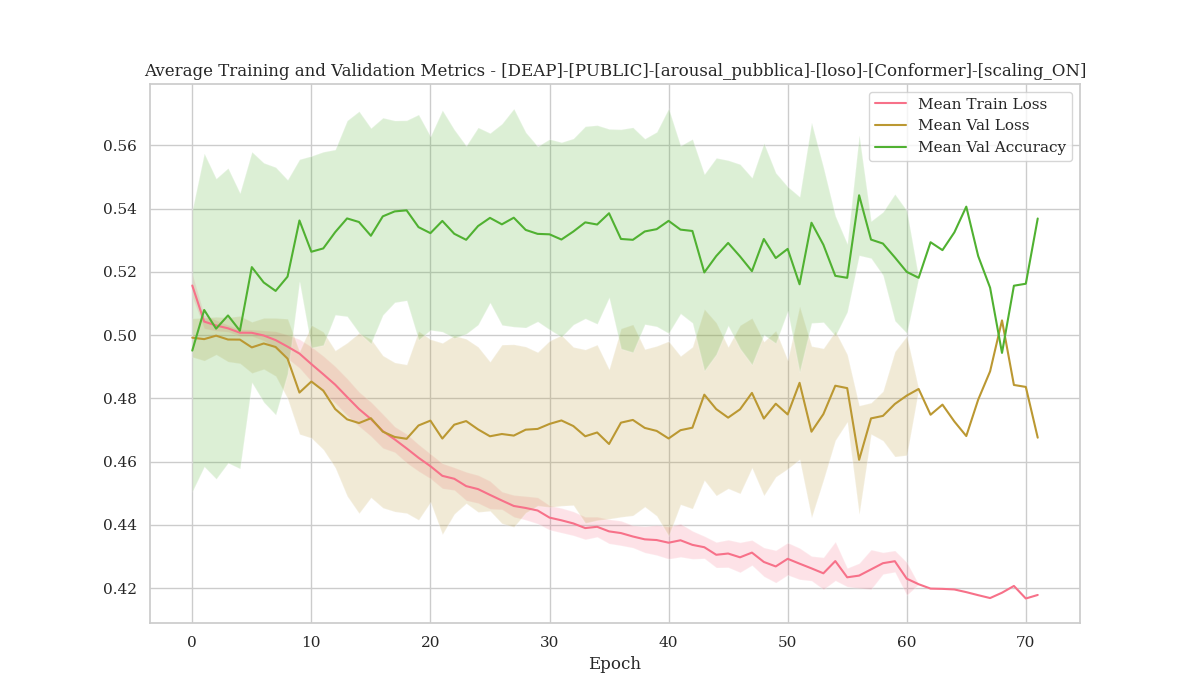 Average Training and Validation Metrics - [DEAP]-[PUBLIC]-[arousal_pubblica]-[loso]-[Conformer]-[scaling_ON]
Mean Train Loss
Mean Val Loss
Mean Val Accuracy
0.56
0.54
0.52
0.50
0.48
0.46
0.44
0.42
0 10 20 30 40 50 60 70
Epoch